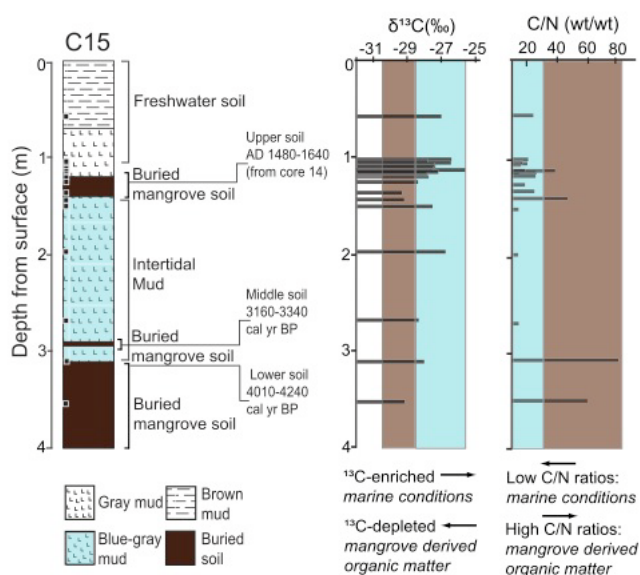 C15
δ¹³C(‰)
C/N (wt/wt)
-31 -29 -27 -25
20 40 60 80
Depth from surface (m)
0
1
2
3
4
Freshwater soil
Upper soil
AD 1480-1640
(from core 14)
Buried
mangrove soil
Intertidal
Mud
Middle soil
3160-3340
cal yr BP
Buried
mangrove soil
Lower soil
4010-4240
cal yr BP
Buried
mangrove soil
0
1
2
3
4
Gray mud
Brown
mud
Blue-gray
mud
Buried
soil
¹³C-enriched
marine conditions
¹³C-depleted
mangrove derived
organic matter
Low C/N ratios:
marine conditions
High C/N ratios:
mangrove derived
organic matter